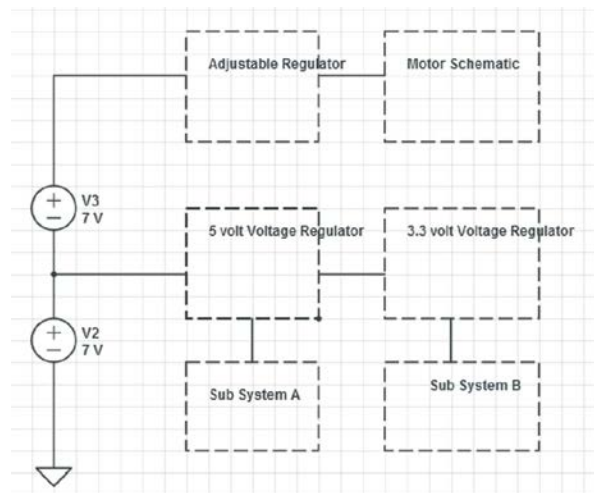 Adjustable Regulator
Motor Schematic
+
−
V3
7 V
5 volt Voltage Regulator
3.3 volt Voltage Regulator
+
−
V2
7 V
Sub System A
Sub System B